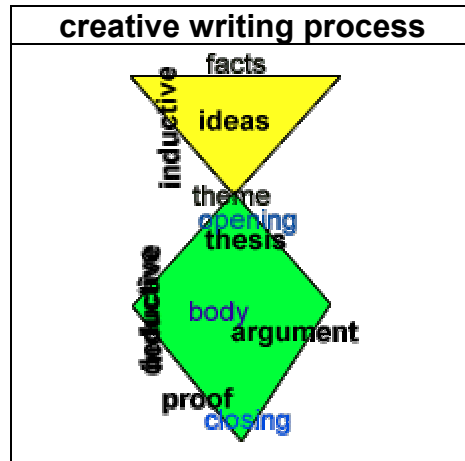 creative writing process
facts
inductive
ideas
theme
opening
thesis
deductive
body
argument
proof
closing